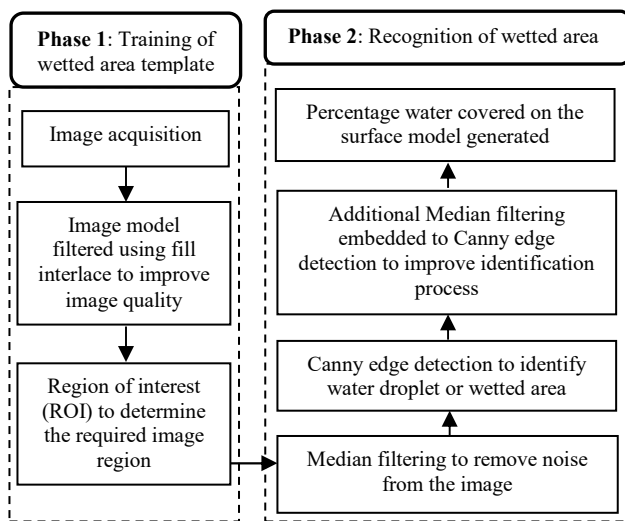 Phase 1: Training of
wetted area template
Image acquisition
Image model
filtered using fill
interlace to improve
image quality
Region of interest
(ROI) to determine
the required image
region
Phase 2: Recognition of wetted area
Percentage water covered on the
surface model generated
Additional Median filtering
embedded to Canny edge
detection to improve identification
process
Canny edge detection to identify
water droplet or wetted area
Median filtering to remove noise
from the image